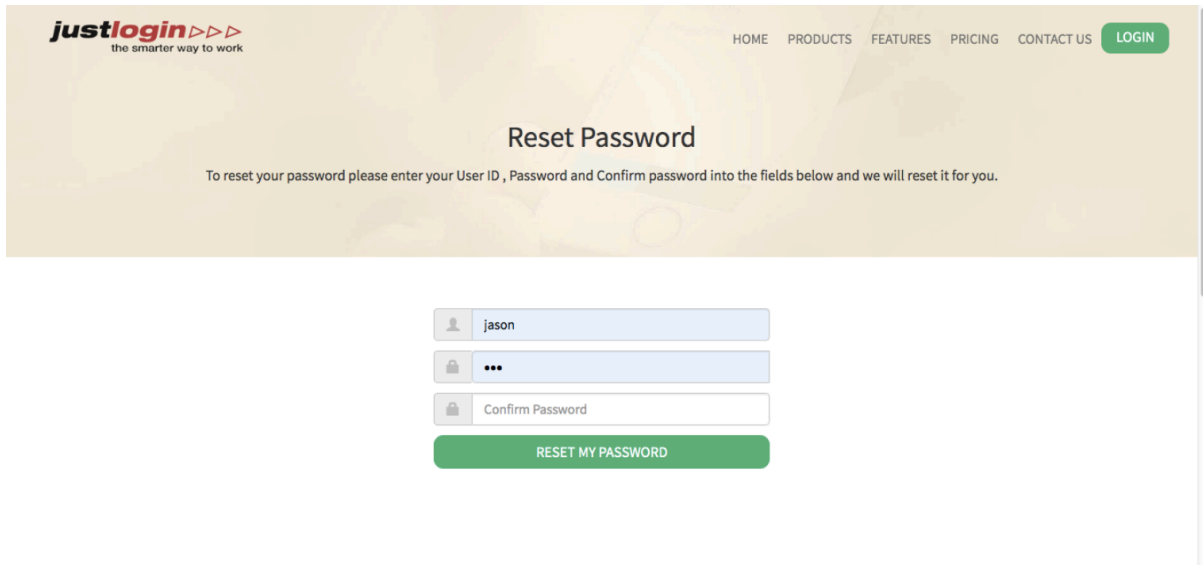 justlogin
the smarter way to work
HOME PRODUCTS FEATURES PRICING CONTACT US LOGIN
Reset Password
To reset your password please enter your User ID , Password and Confirm password into the fields below and we will reset it for you.
jason
•••
Confirm Password
RESET MY PASSWORD